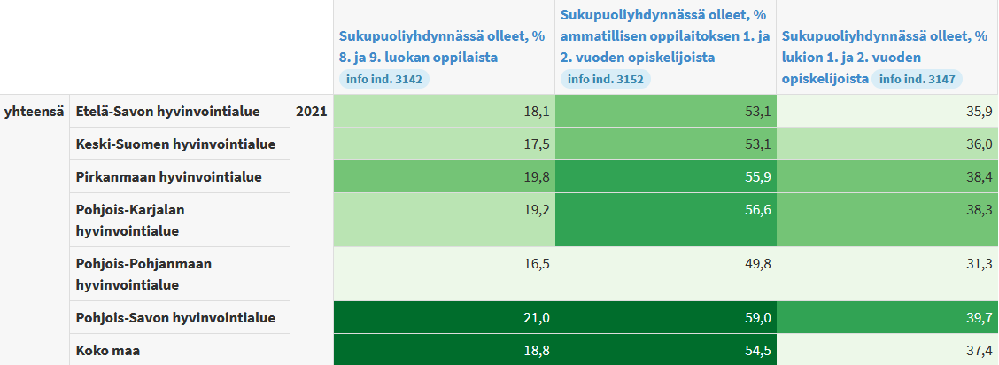 Sukupuoliyhdynnässä olleet, %
8. ja 9. luokan oppilaista
info ind. 3142
Sukupuoliyhdynnässä olleet, %
ammatillisen oppilaitoksen 1. ja
2. vuoden opiskelijoista
info ind. 3152
Sukupuoliyhdynnässä olleet, %
lukion 1. ja 2. vuoden
opiskelijoista info ind. 3147
yhteensä Etelä-Savon hyvinvointialue 2021 18,1 53,1 35,9
Keski-Suomen hyvinvointialue 17,5 53,1 36,0
Pirkanmaan hyvinvointialue 19,8 55,9 38,4
Pohjois-Karjalan 19,2 56,6 38,3
hyvinvointialue
Pohjois-Pohjanmaan 16,5 49,8 31,3
hyvinvointialue
Pohjois-Savon hyvinvointialue 21,0 59,0 39,7
Koko maa 18,8 54,5 37,4